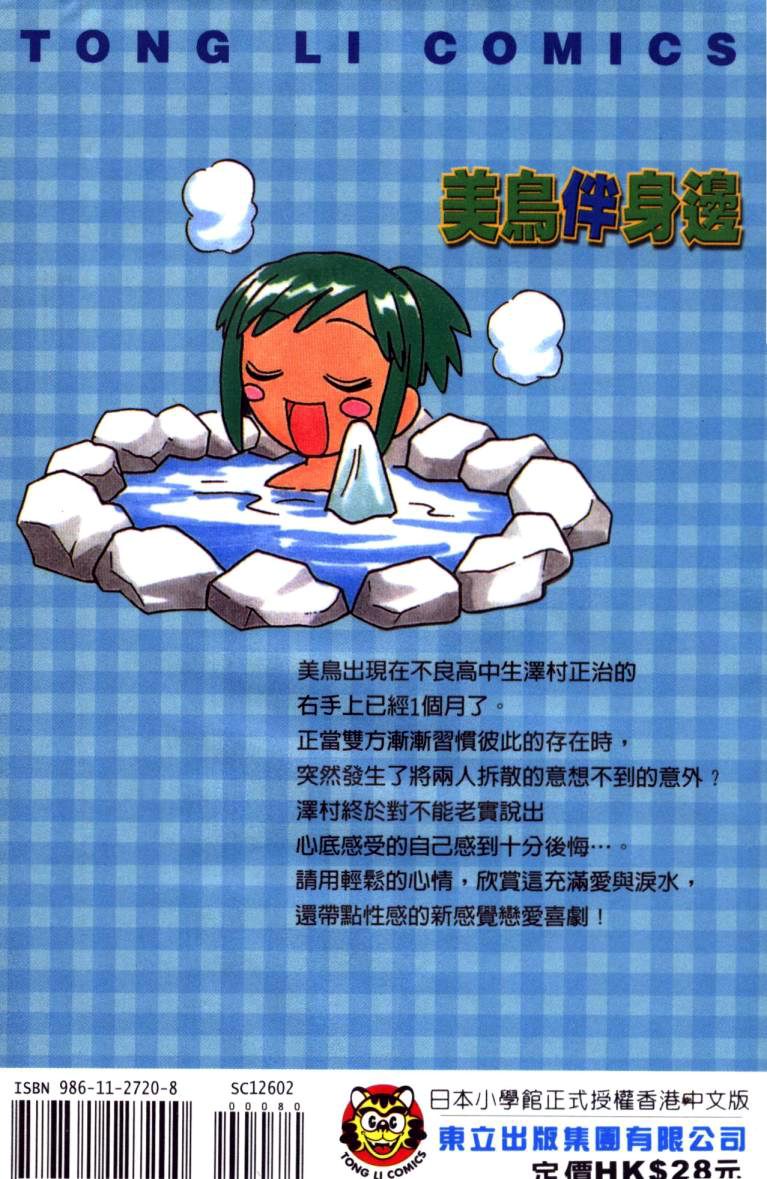 TONG LI COMICS
美鳥伴身邊
美鳥出現在不良高中生澤村正治的
右手上已經1個月了。
正當雙方漸漸習慣彼此的存在時,
突然發生了將兩人拆散的意想不到的意外?
澤村終於對不能老實說出
心底感受的自己感到十分後悔…。
請用輕鬆的心情,欣賞這充滿愛與淚水,
還帶點性感的新感覺戀愛喜劇!
ISBN 986-11-2720-8
SC12602
00080
日本小學館正式授權香港中文版
東立出版集團有限公司
TONG LI COMICS
定價HK$28元